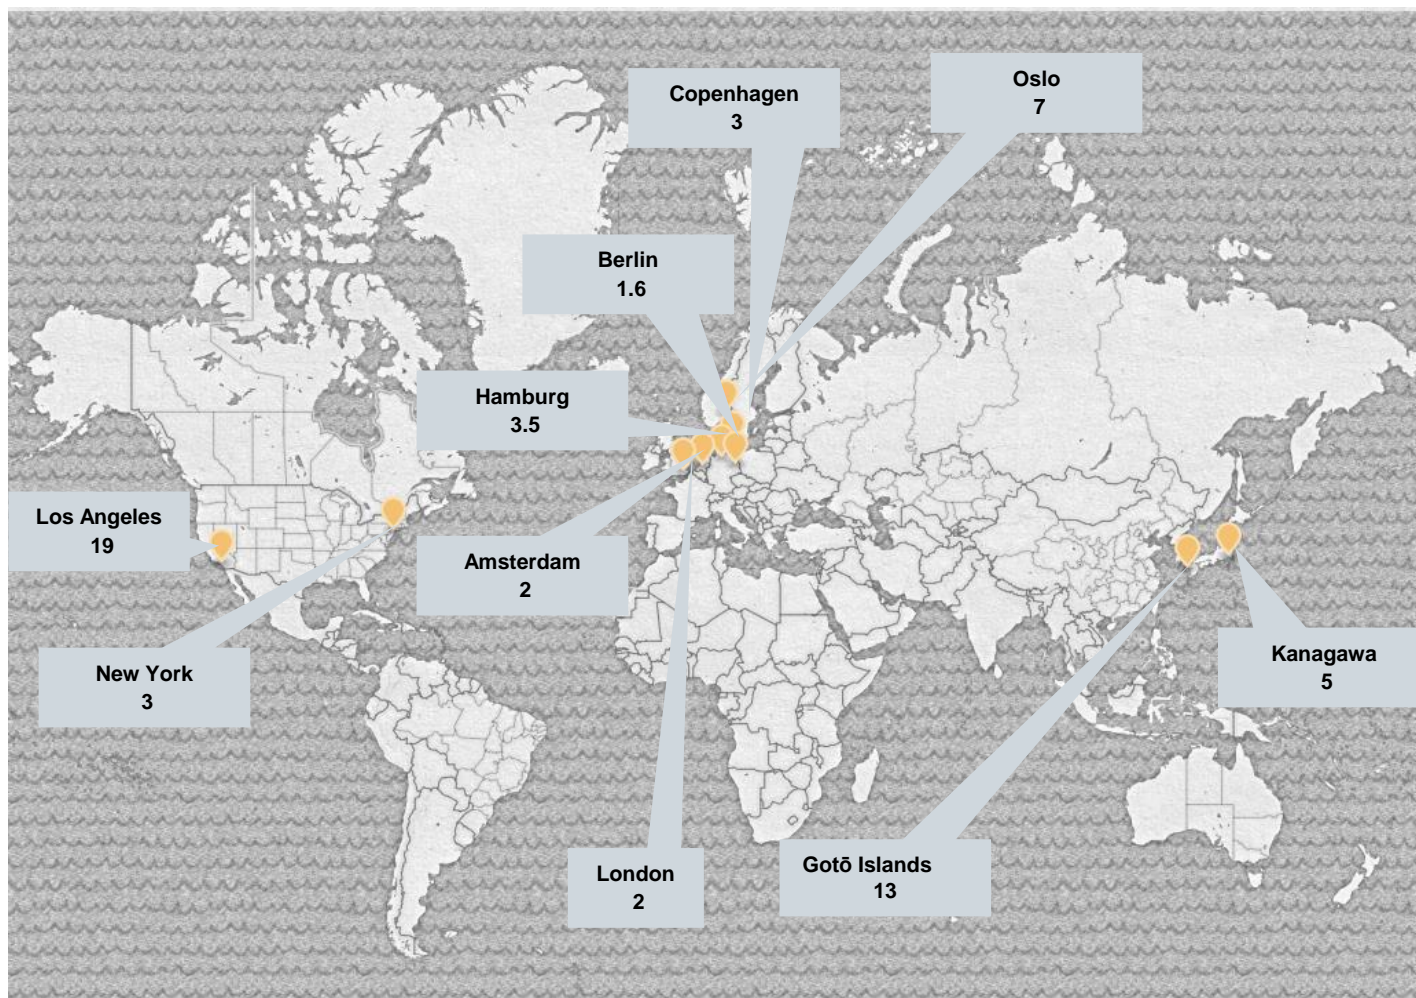 Copenhagen
3
Oslo
7
Berlin
1.6
Hamburg
3.5
Los Angeles
19
Amsterdam
2
New York
3
Kanagawa
5
London
2
Gotō Islands
13